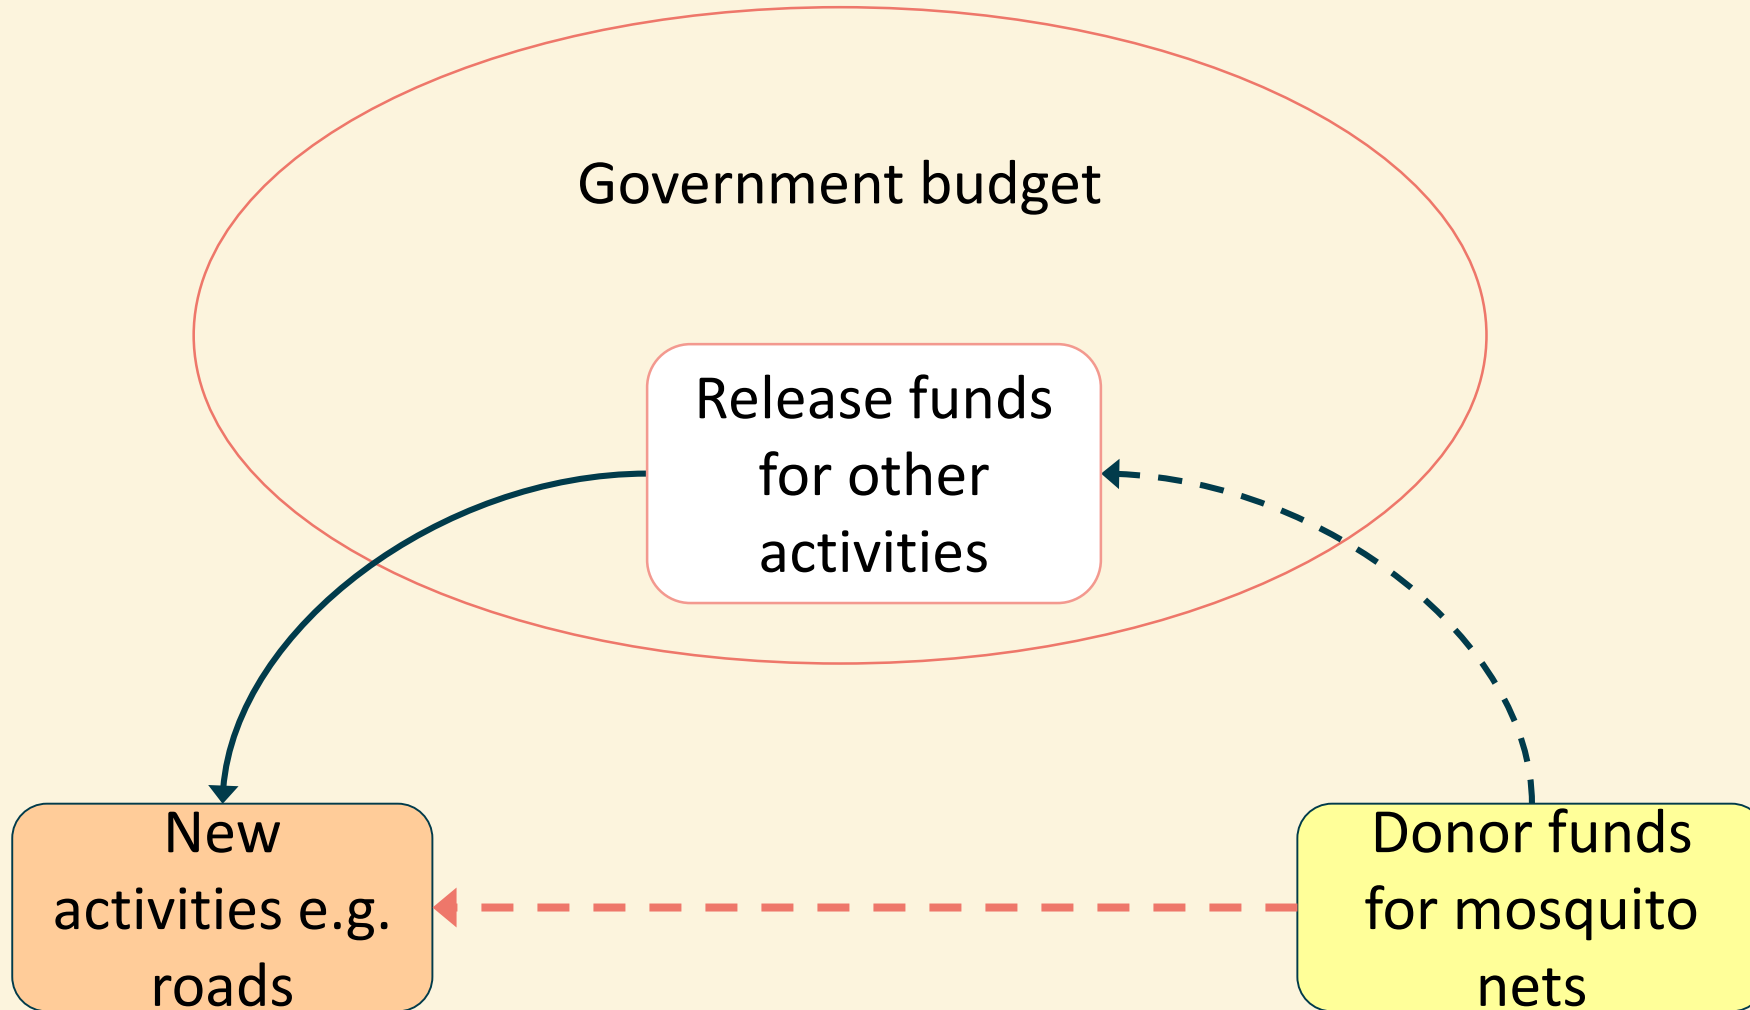 Government budget
Release funds
for other
activities
New
activities e.g.
roads
Donor funds
for mosquito
nets